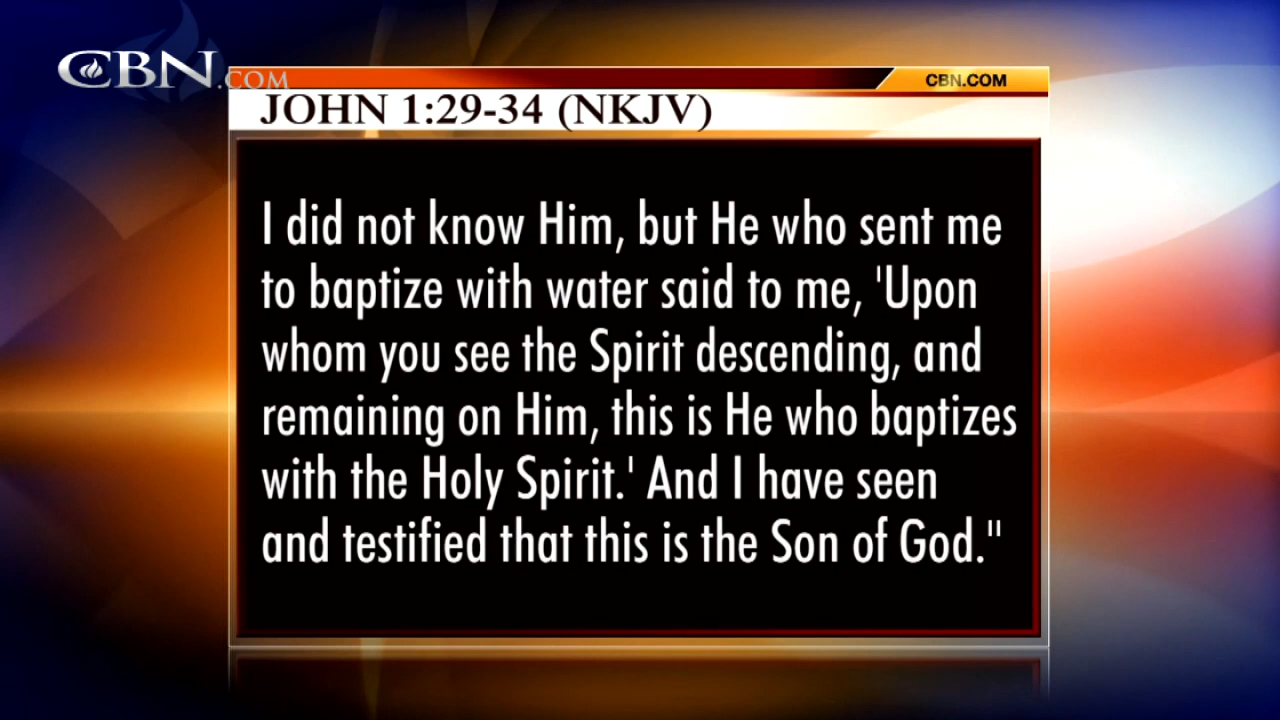 CBN.COM
CBN.COM
JOHN 1:29-34 (NKJV)
I did not know Him, but He who sent me
to baptize with water said to me, 'Upon
whom you see the Spirit descending, and
remaining on Him, this is He who baptizes
with the Holy Spirit.' And I have seen
and testified that this is the Son of God."